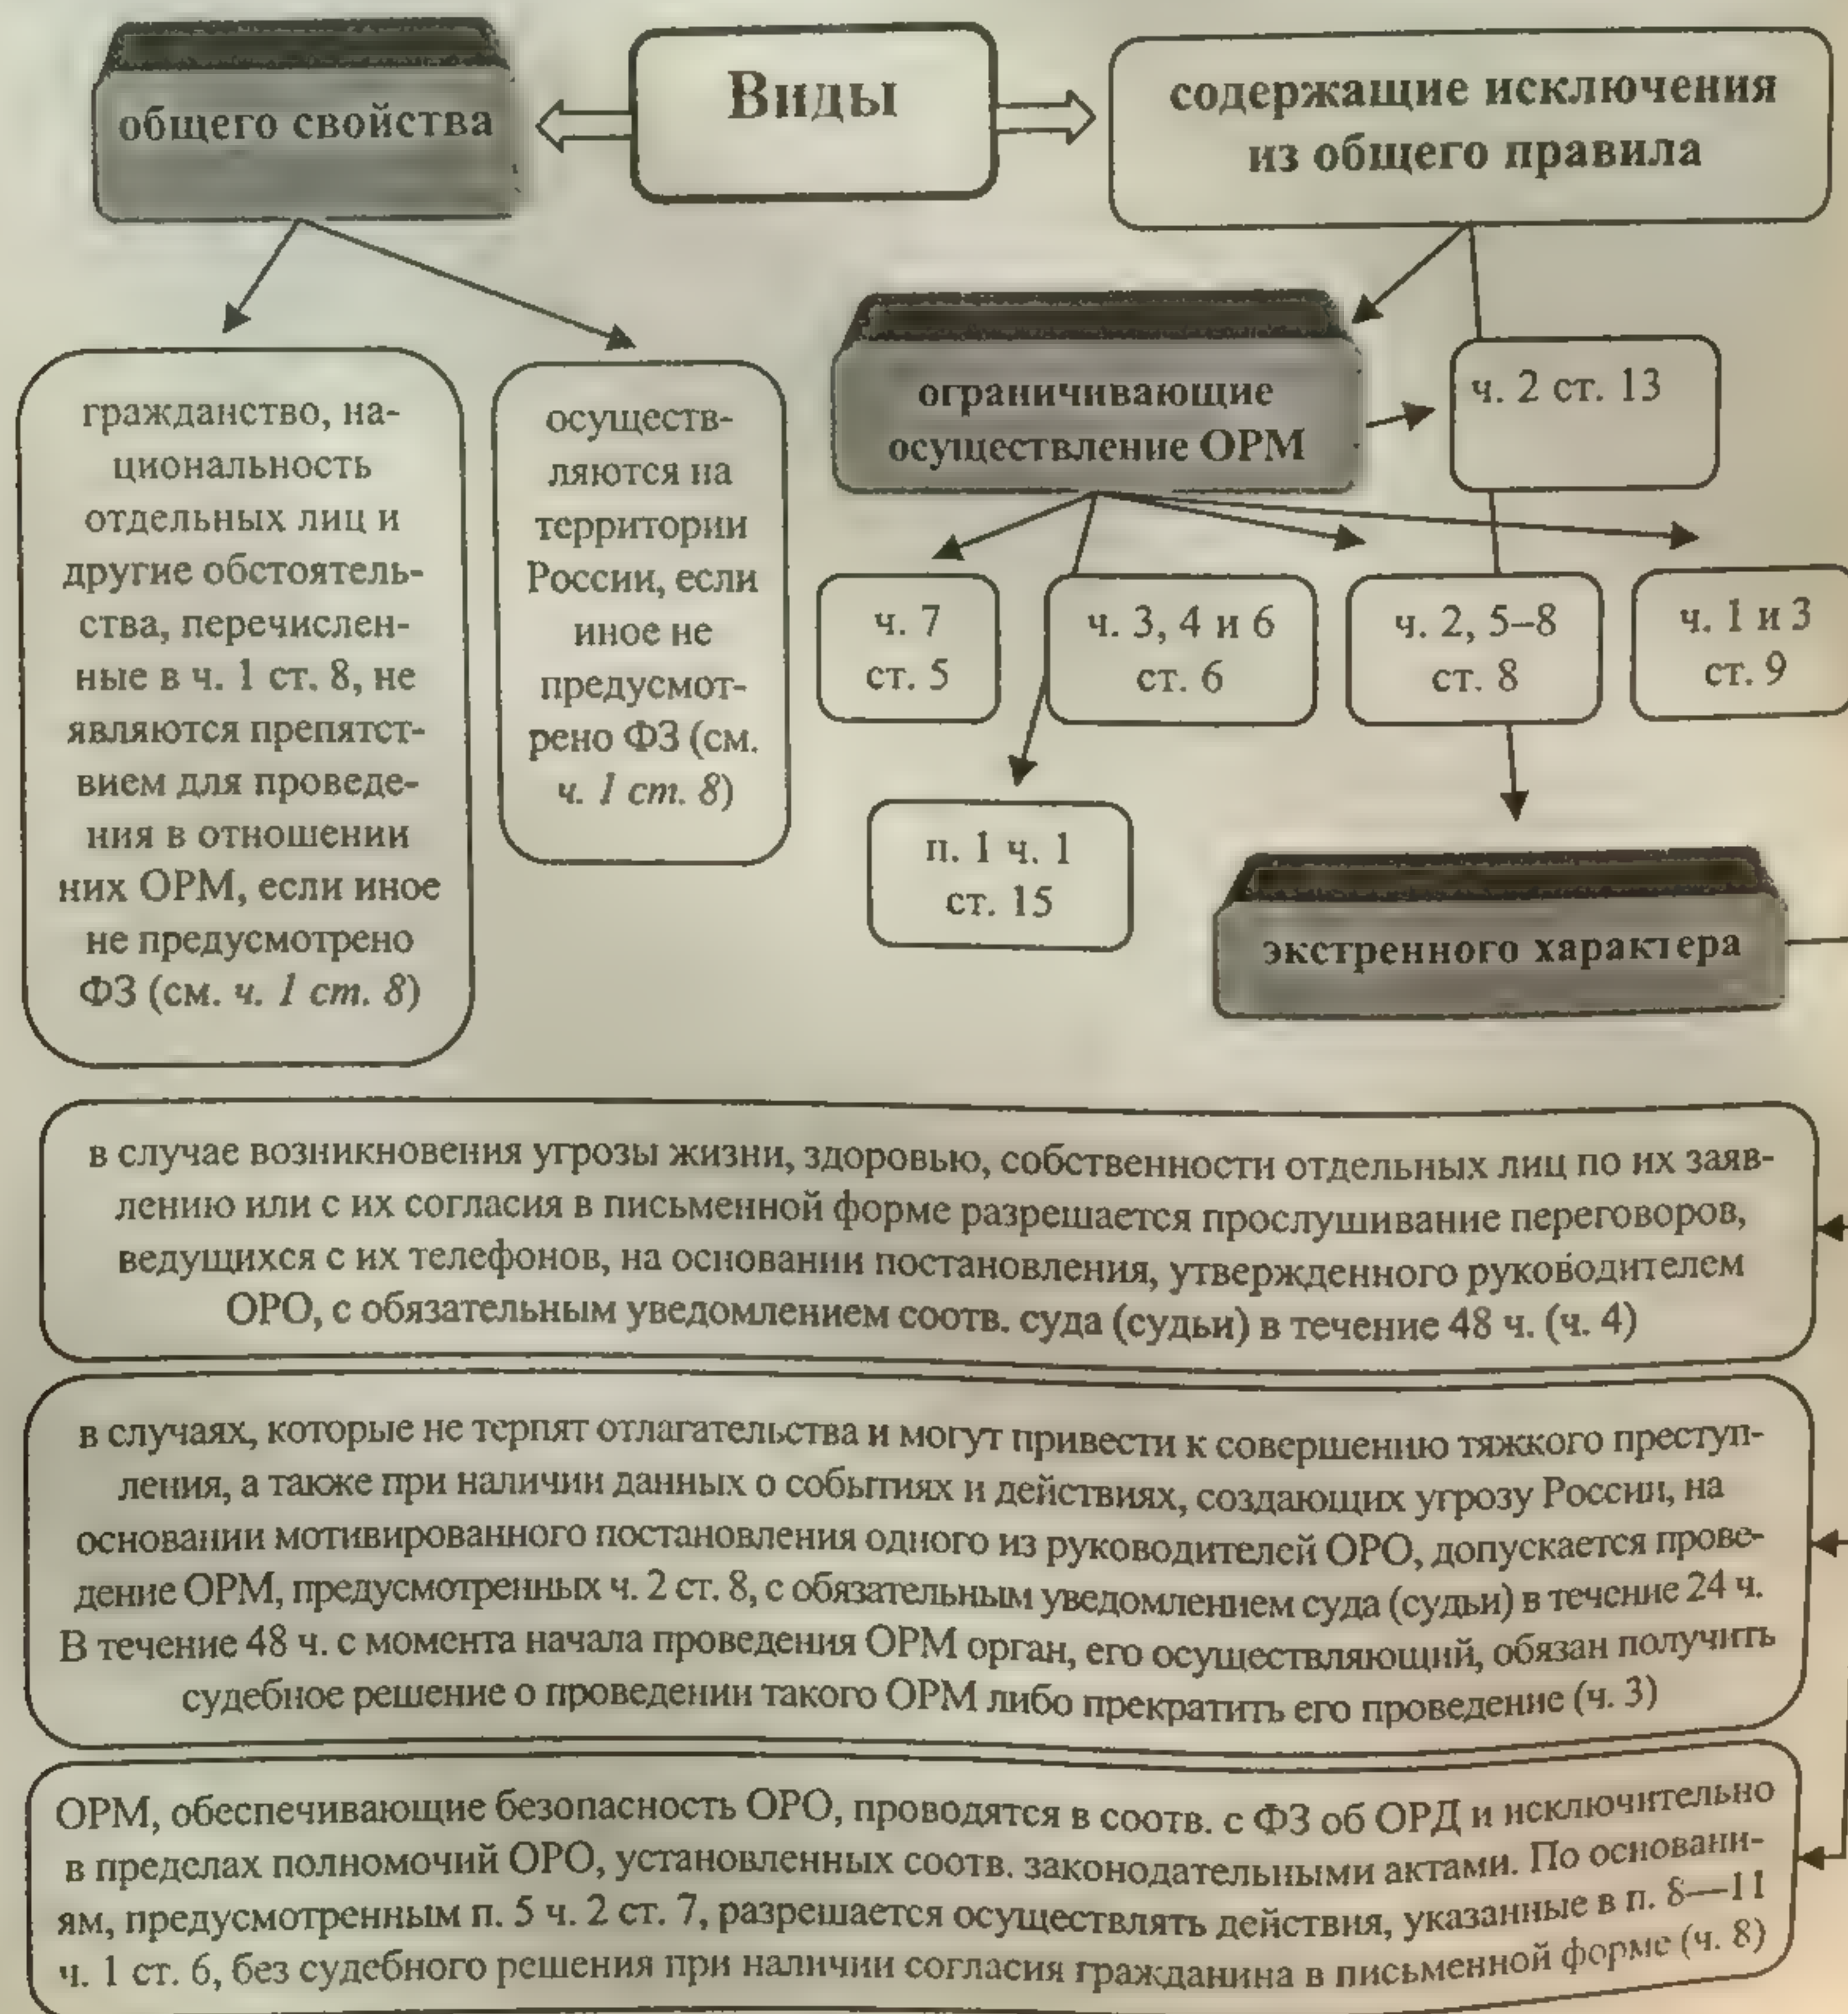 Виды
общего свойства
содержащие исключения
из общего правила
гражданство, на-
циональность
отдельных лиц и
другие обстоятель-
ства, перечислен-
ные в ч. 1 ст. 8, не
являются препятст-
вием для проведе-
ния в отношении
них ОРМ, если иное
не предусмотрено
ФЗ (см. ч. 1 ст. 8)
осуществ-
ляются на
территории
России, если
иное не
предусмот-
рено ФЗ (см.
ч. 1 ст. 8)
ограничивающие
осуществление ОРМ
ч. 2 ст. 13
ч. 7
ст. 5
ч. 3, 4 и 6
ст. 6
ч. 2, 5–8
ст. 8
ч. 1 и 3
ст. 9
п. 1 ч. 1
ст. 15
экстренного характера
в случае возникновения угрозы жизни, здоровью, собственности отдельных лиц по их заяв-
лению или с их согласия в письменной форме разрешается прослушивание переговоров,
ведущихся с их телефонов, на основании постановления, утвержденного руководителем
ОРО, с обязательным уведомлением соотв. суда (судьи) в течение 48 ч. (ч. 4)
в случаях, которые не терпят отлагательства и могут привести к совершению тяжкого преступ-
ления, а также при наличии данных о событиях и действиях, создающих угрозу России, на
основании мотивированного постановления одного из руководителей ОРО, допускается прове-
дение ОРМ, предусмотренных ч. 2 ст. 8, с обязательным уведомлением суда (судьи) в течение 24 ч.
В течение 48 ч. с момента начала проведения ОРМ орган, его осуществляющий, обязан получить
судебное решение о проведении такого ОРМ либо прекратить его проведение (ч. 3)
ОРМ, обеспечивающие безопасность ОРО, проводятся в соотв. с ФЗ об ОРД и исключительно
в пределах полномочий ОРО, установленных соотв. законодательными актами. По основани-
ям, предусмотренным п. 5 ч. 2 ст. 7, разрешается осуществлять действия, указанные в п. 8—11
ч. 1 ст. 6, без судебного решения при наличии согласия гражданина в письменной форме (ч. 8)